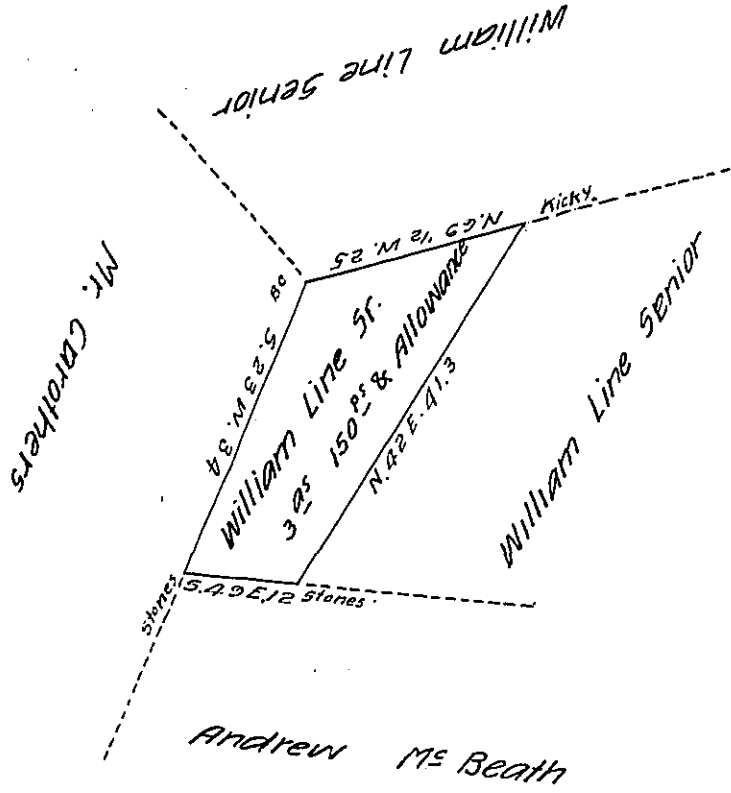 William Line Senior
Mr. Carothers
BO
N. 69 1/2 W. 25
Kicky.
S. 23 W. 34
William Line Sr.
3 as 150 ps & Allowance
N. 42 E. 41.3
William Line Senior
Stones
S. 49 E. 12 Stones.
Andrew Mc Beath